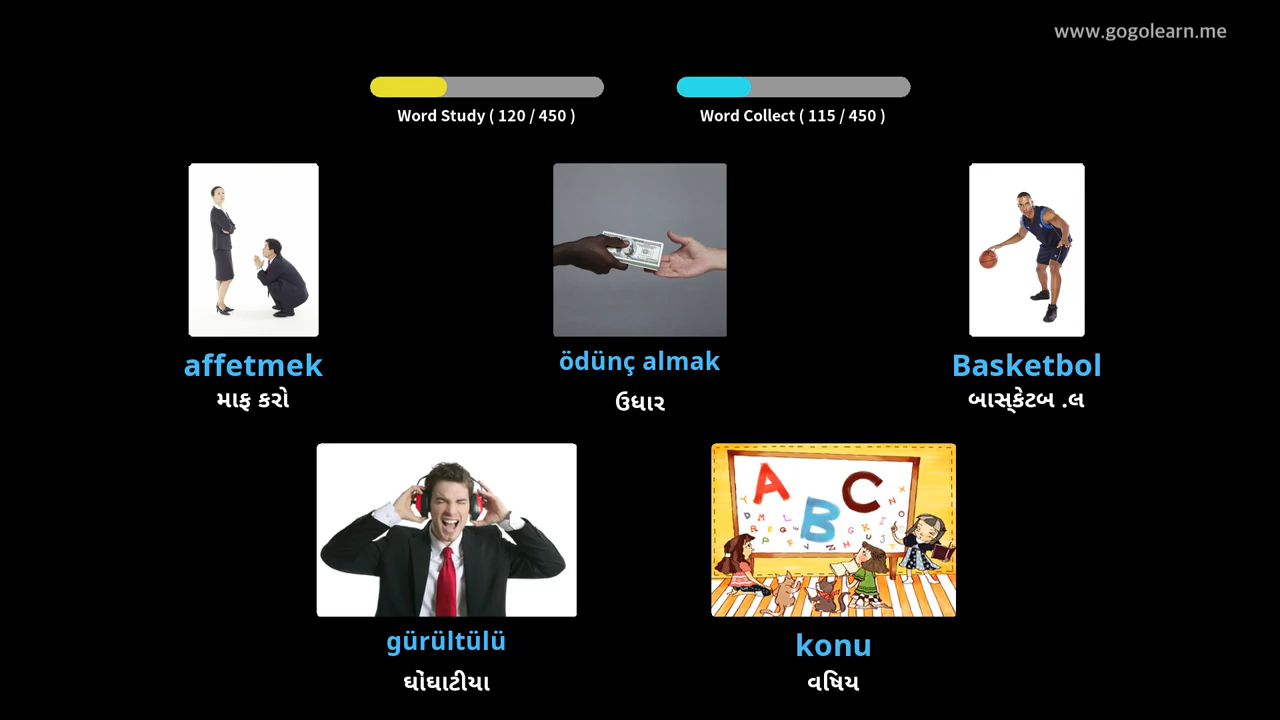 www.gogolearn.me
Word Study ( 120 / 450 )
Word Collect ( 115 / 450 )
affetmek
ödünç almak
Basketbol
માફ કરો
ઉધાર
બાસ્કેટબ .લ
A B C
gürültülü
konu
ઘોઘાટીયા
વષિય